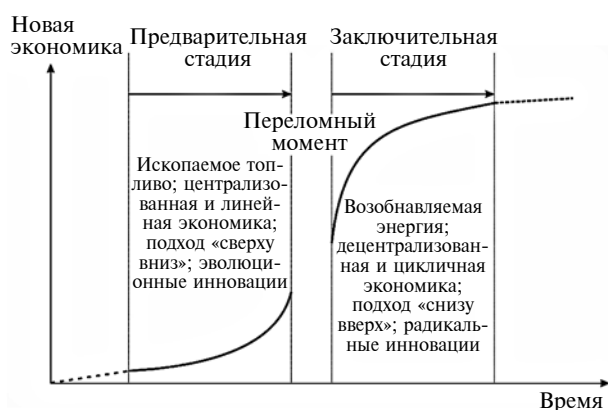 Новая
экономика
Предварительная
стадия
Заключительная
стадия
Переломный
момент
Ископаемое топ-
ливо; централизо-
ванная и линей-
ная экономика;
подход «сверху
вниз»; эволюци-
онные инновации
Возобнавляемая
энергия;
децентрализован-
ная и цикличная
экономика;
подход «снизу
вверх»; радикаль-
ные инновации
Время